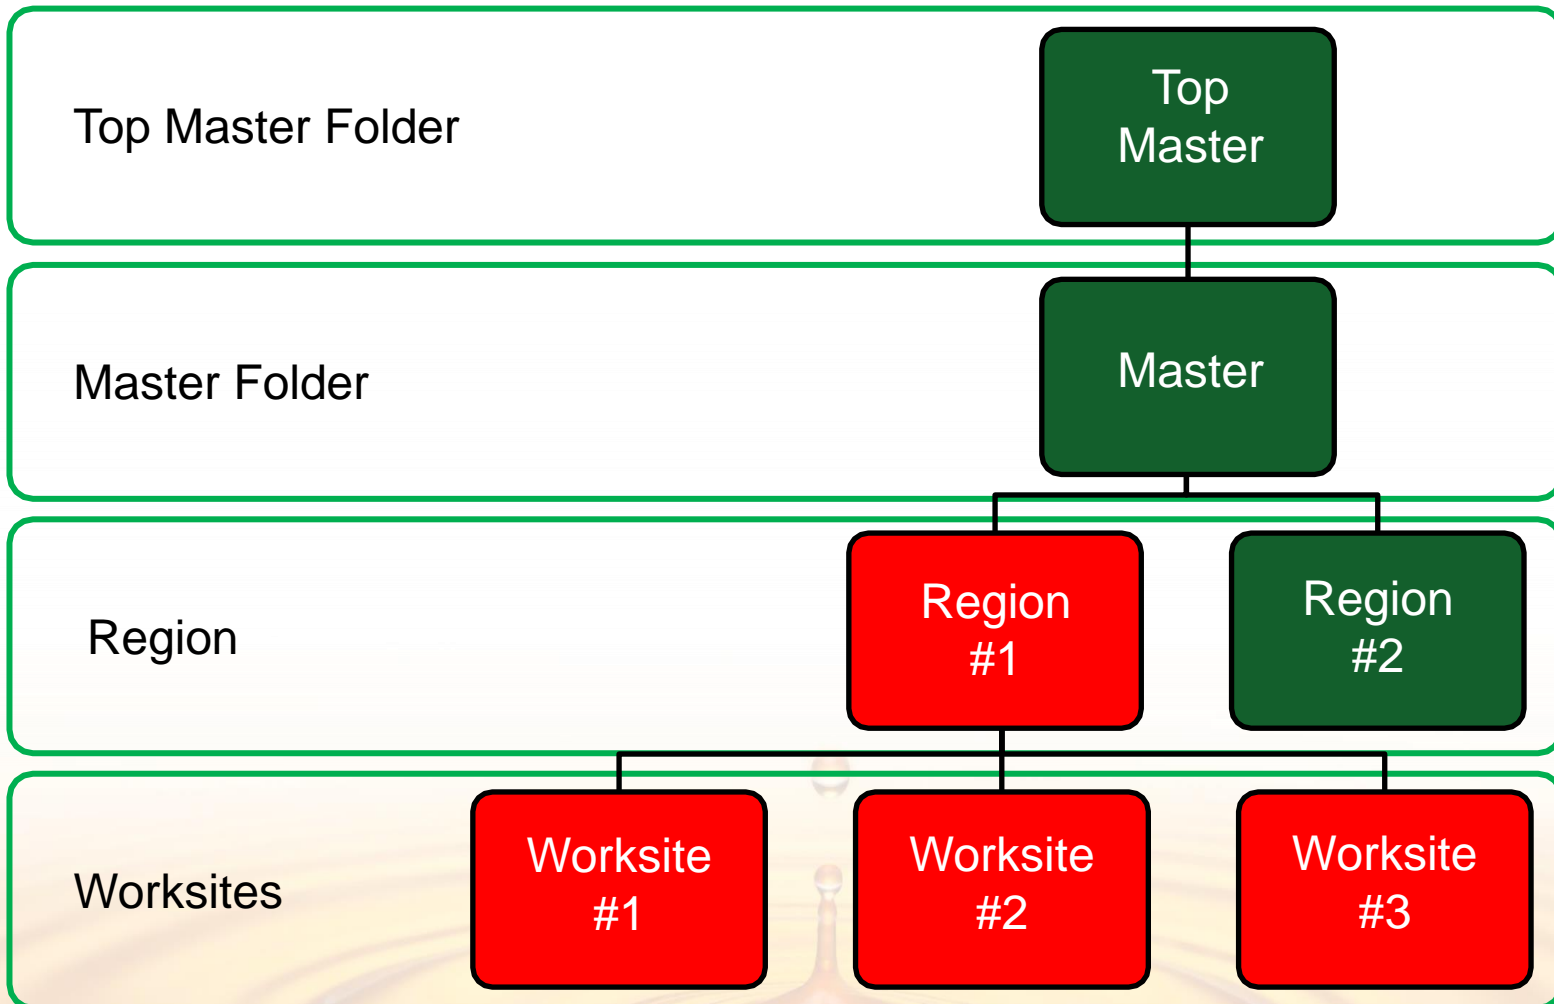 Top Master Folder
Top
Master
Master Folder
Master
Region
Region
#1
Region
#2
Worksites
Worksite
#1
Worksite
#2
Worksite
#3